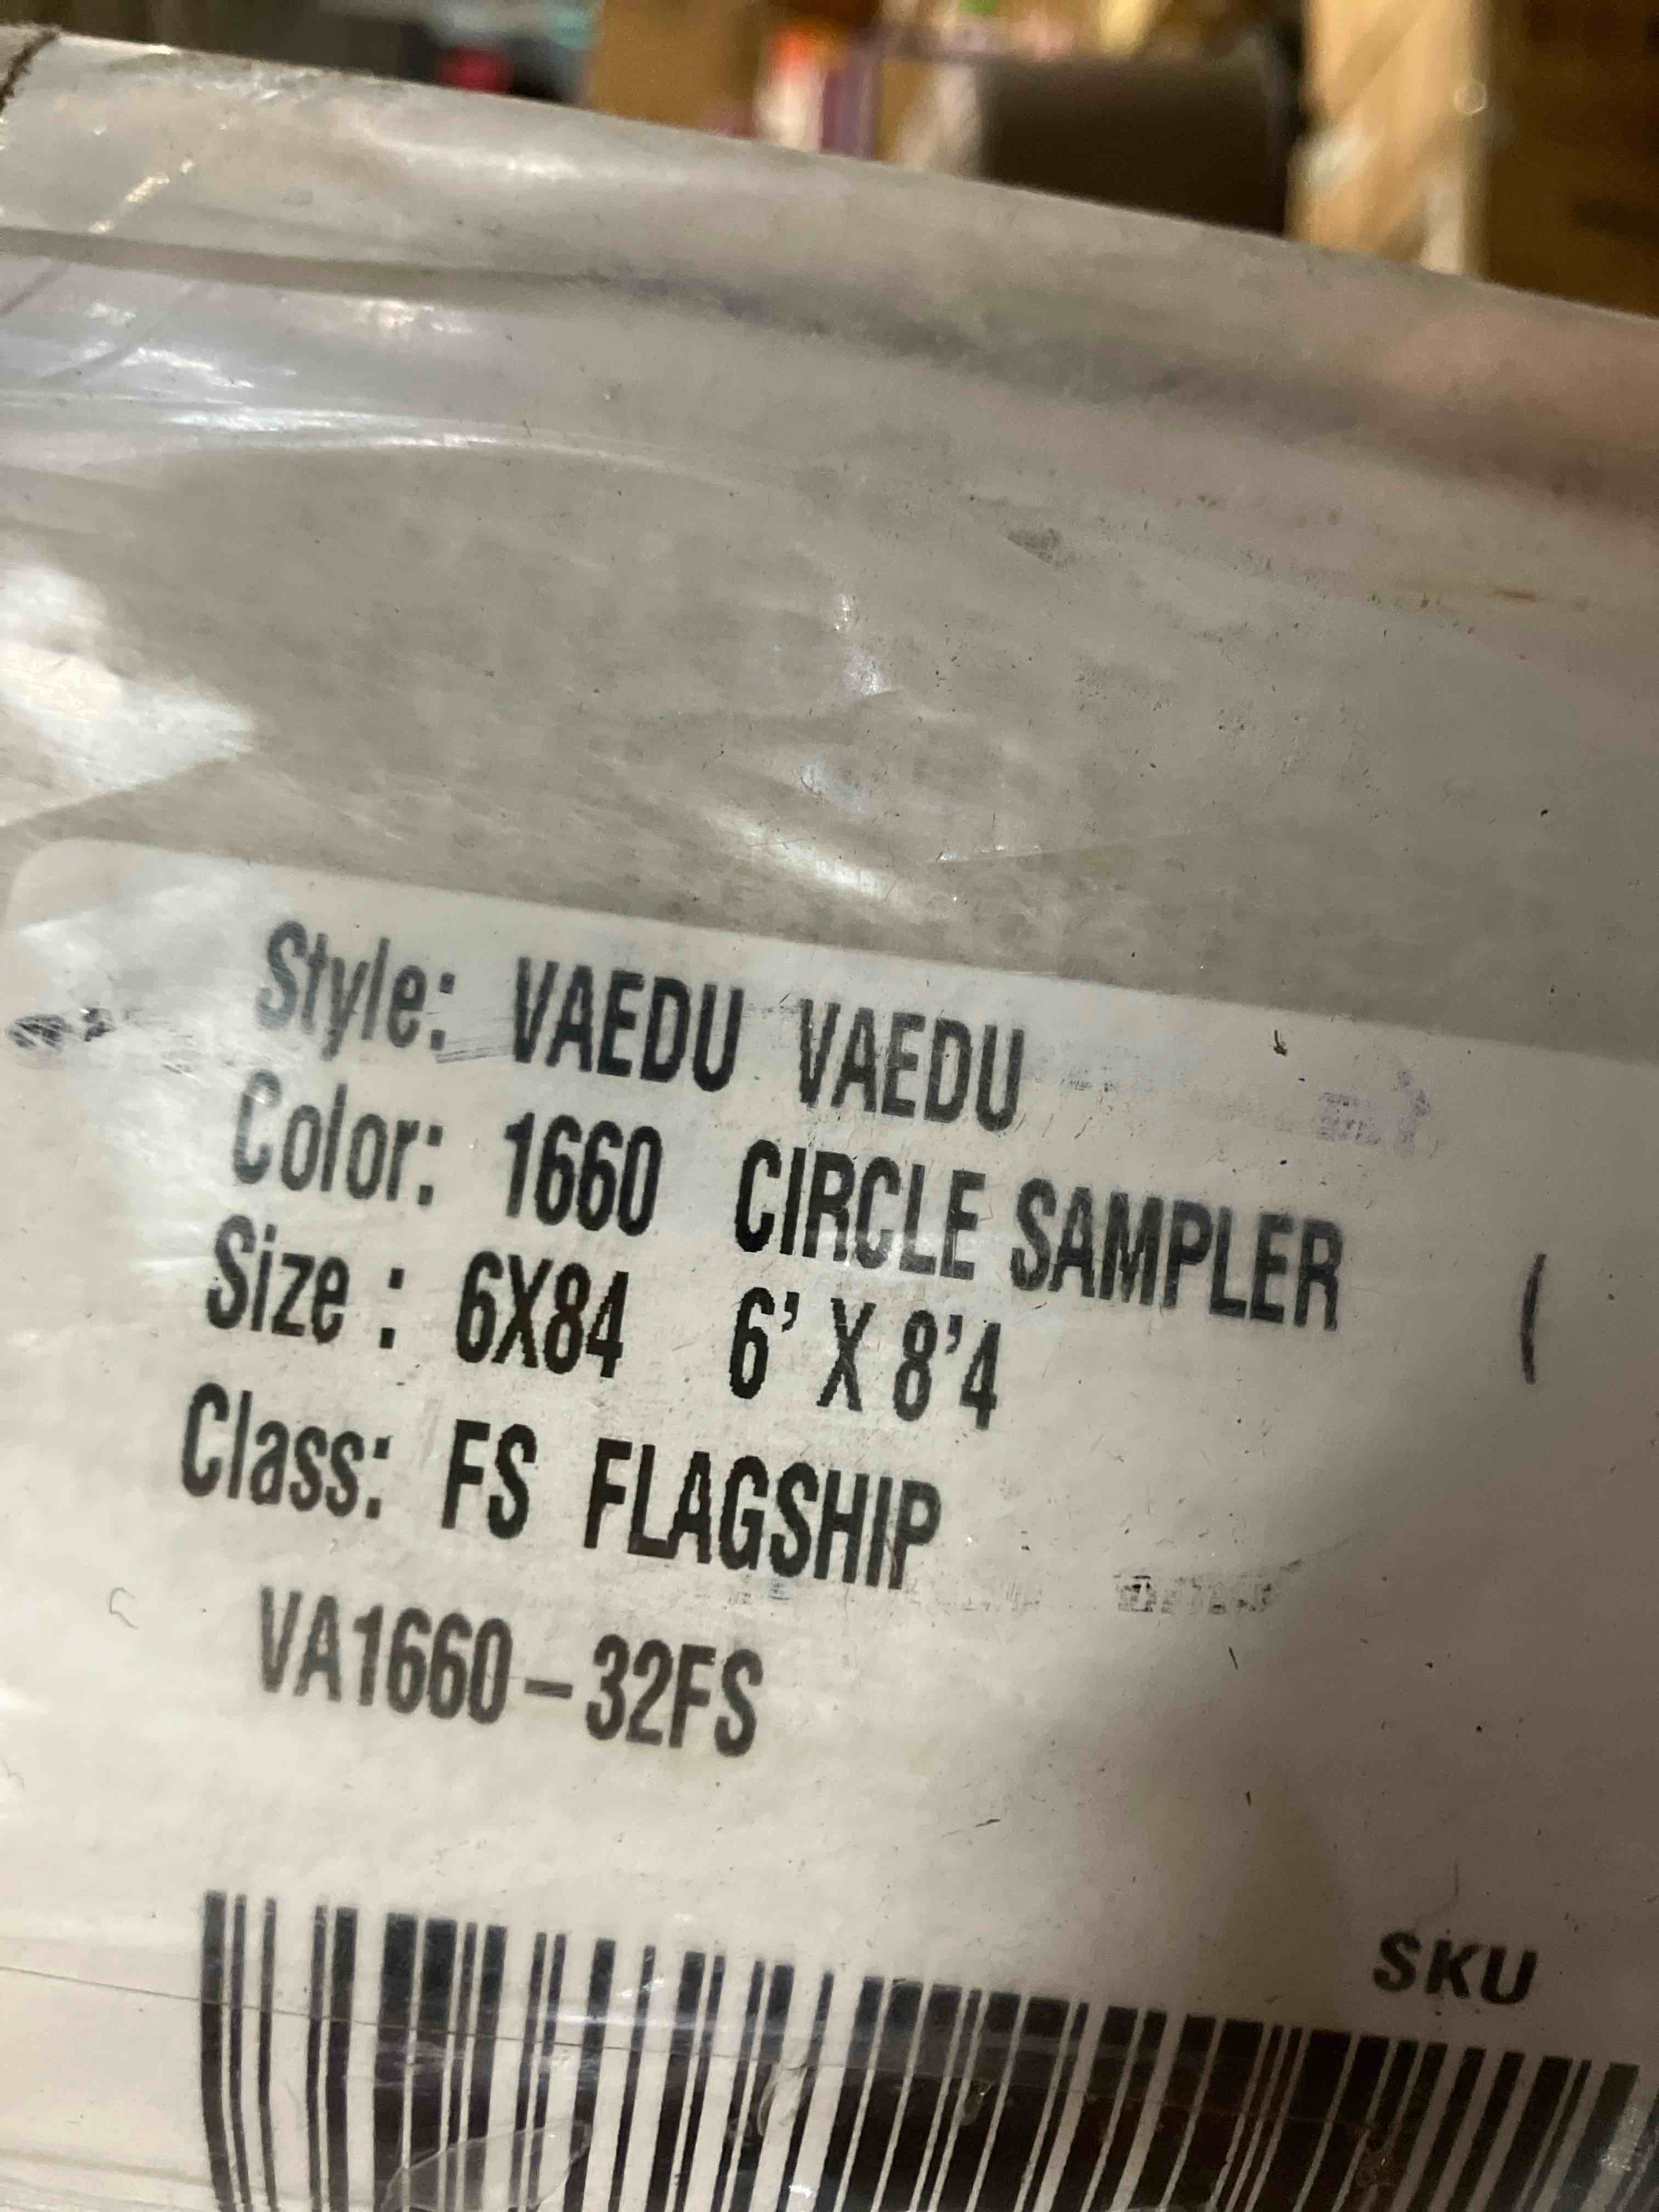 Style: VAEDU VAEDU
Color: 1660 CIRCLE SAMPLER
Size : 6X84 6' X 8'4
Class: FS FLAGSHIP
VA1660-32FS
SKU